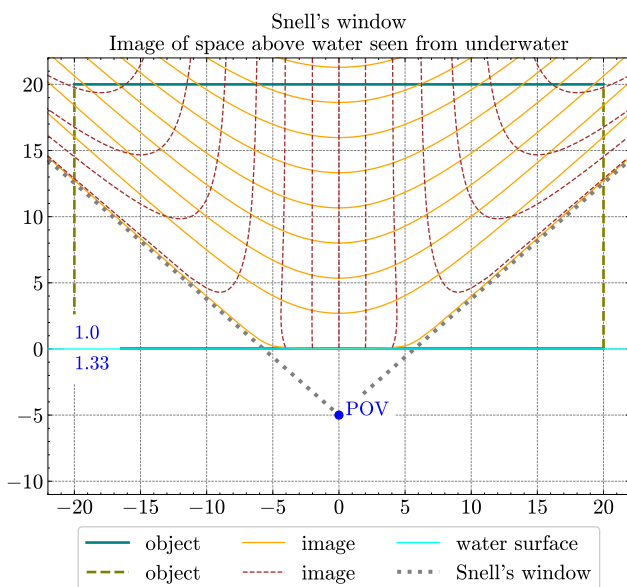 Snell's window
Image of space above water seen from underwater
20
15
10
5
0
−5
−10
1.0
1.33
POV
−20 −15 −10 −5 0 5 10 15 20
object image water surface
object image Snell's window